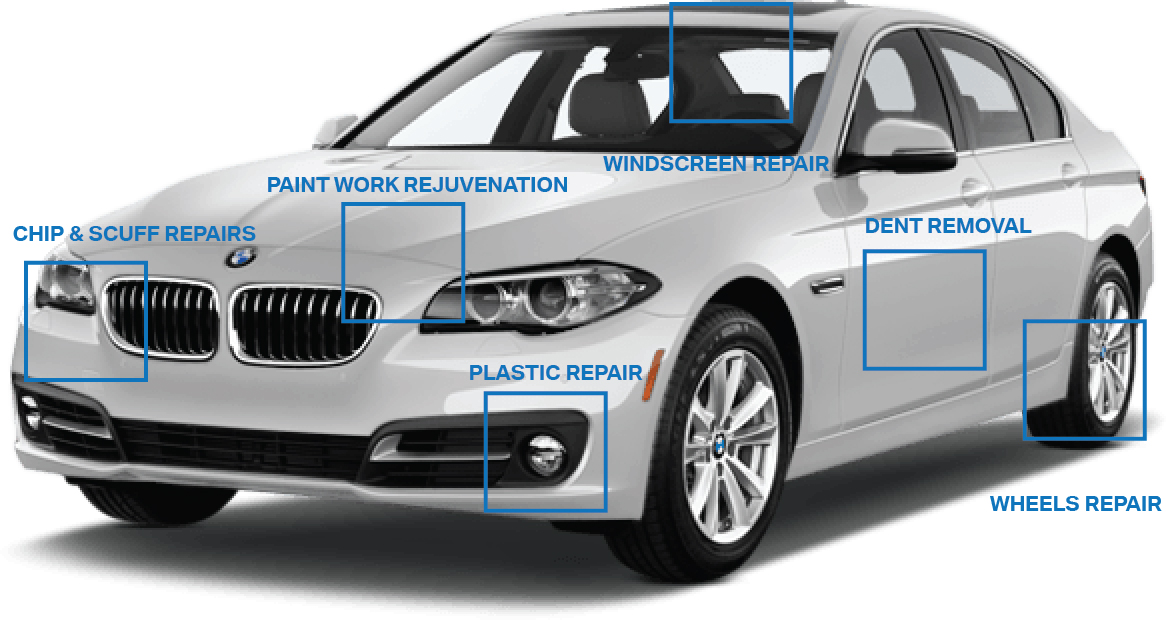 WINDSCREEN REPAIR
PAINT WORK REJUVENATION
CHIP & SCUFF REPAIRS
DENT REMOVAL
PLASTIC REPAIR
WHEELS REPAIR